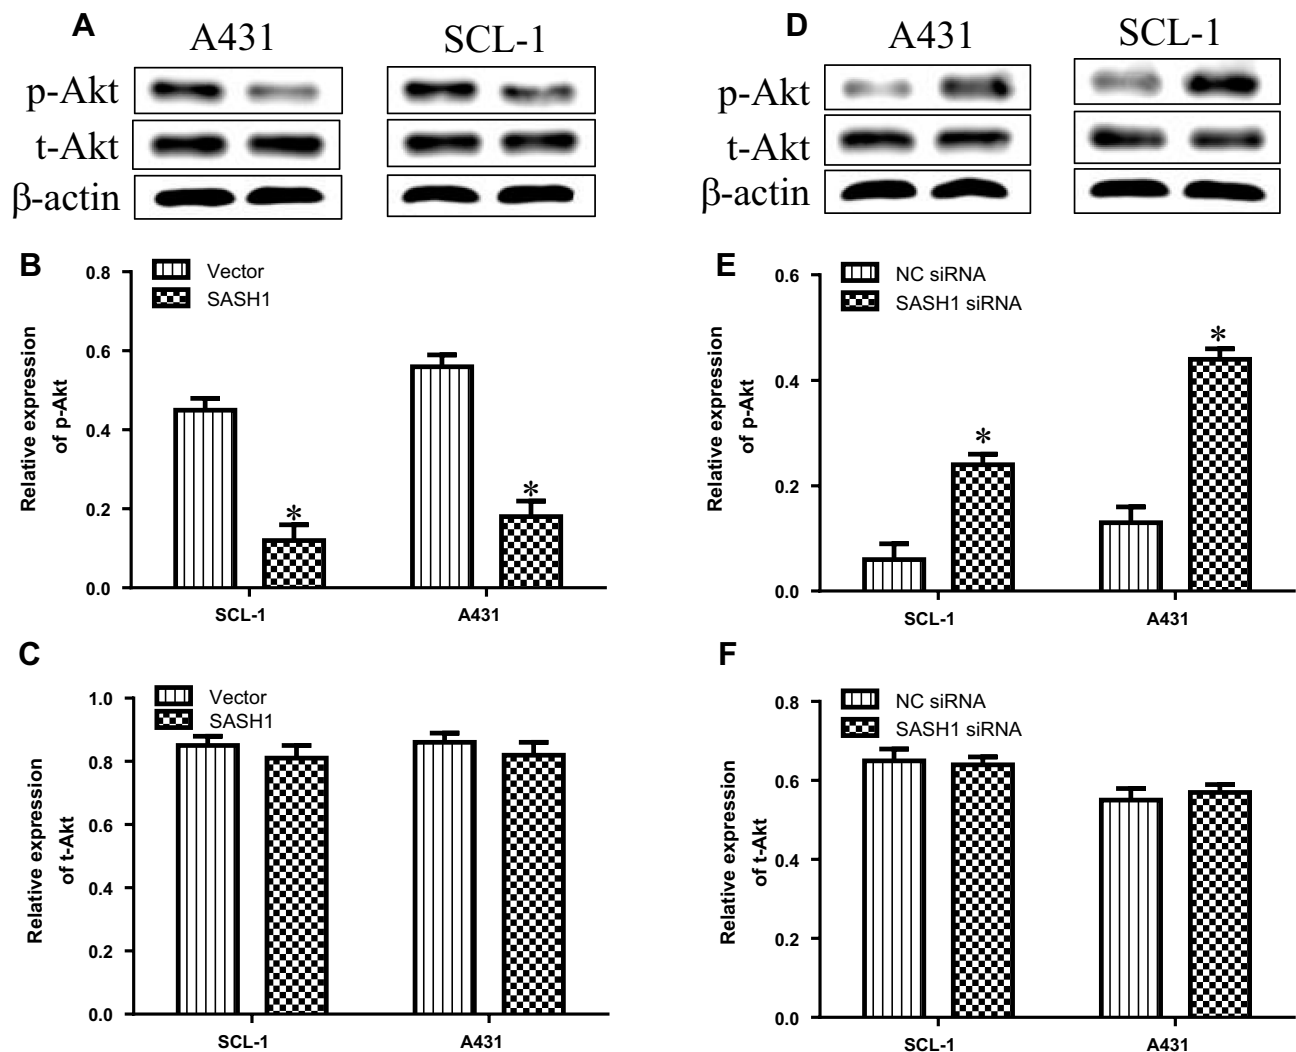 A
A431
SCL-1
p-Akt
t-Akt
β-actin
D
A431
SCL-1
p-Akt
t-Akt
β-actin
B
Vector
SASH1
Relative expression
of p-Akt
0.8
0.6
0.4
0.2
0.0
*
*
SCL-1
A431
E
NC siRNA
SASH1 siRNA
Relative expression
of p-Akt
0.6
0.4
0.2
0.0
*
*
SCL-1
A431
C
Vector
SASH1
Relative expression
of t-Akt
1.0
0.8
0.6
0.4
0.2
0.0
SCL-1
A431
F
NC siRNA
SASH1 siRNA
Relative expression
of t-Akt
0.8
0.6
0.4
0.2
0.0
SCL-1
A431